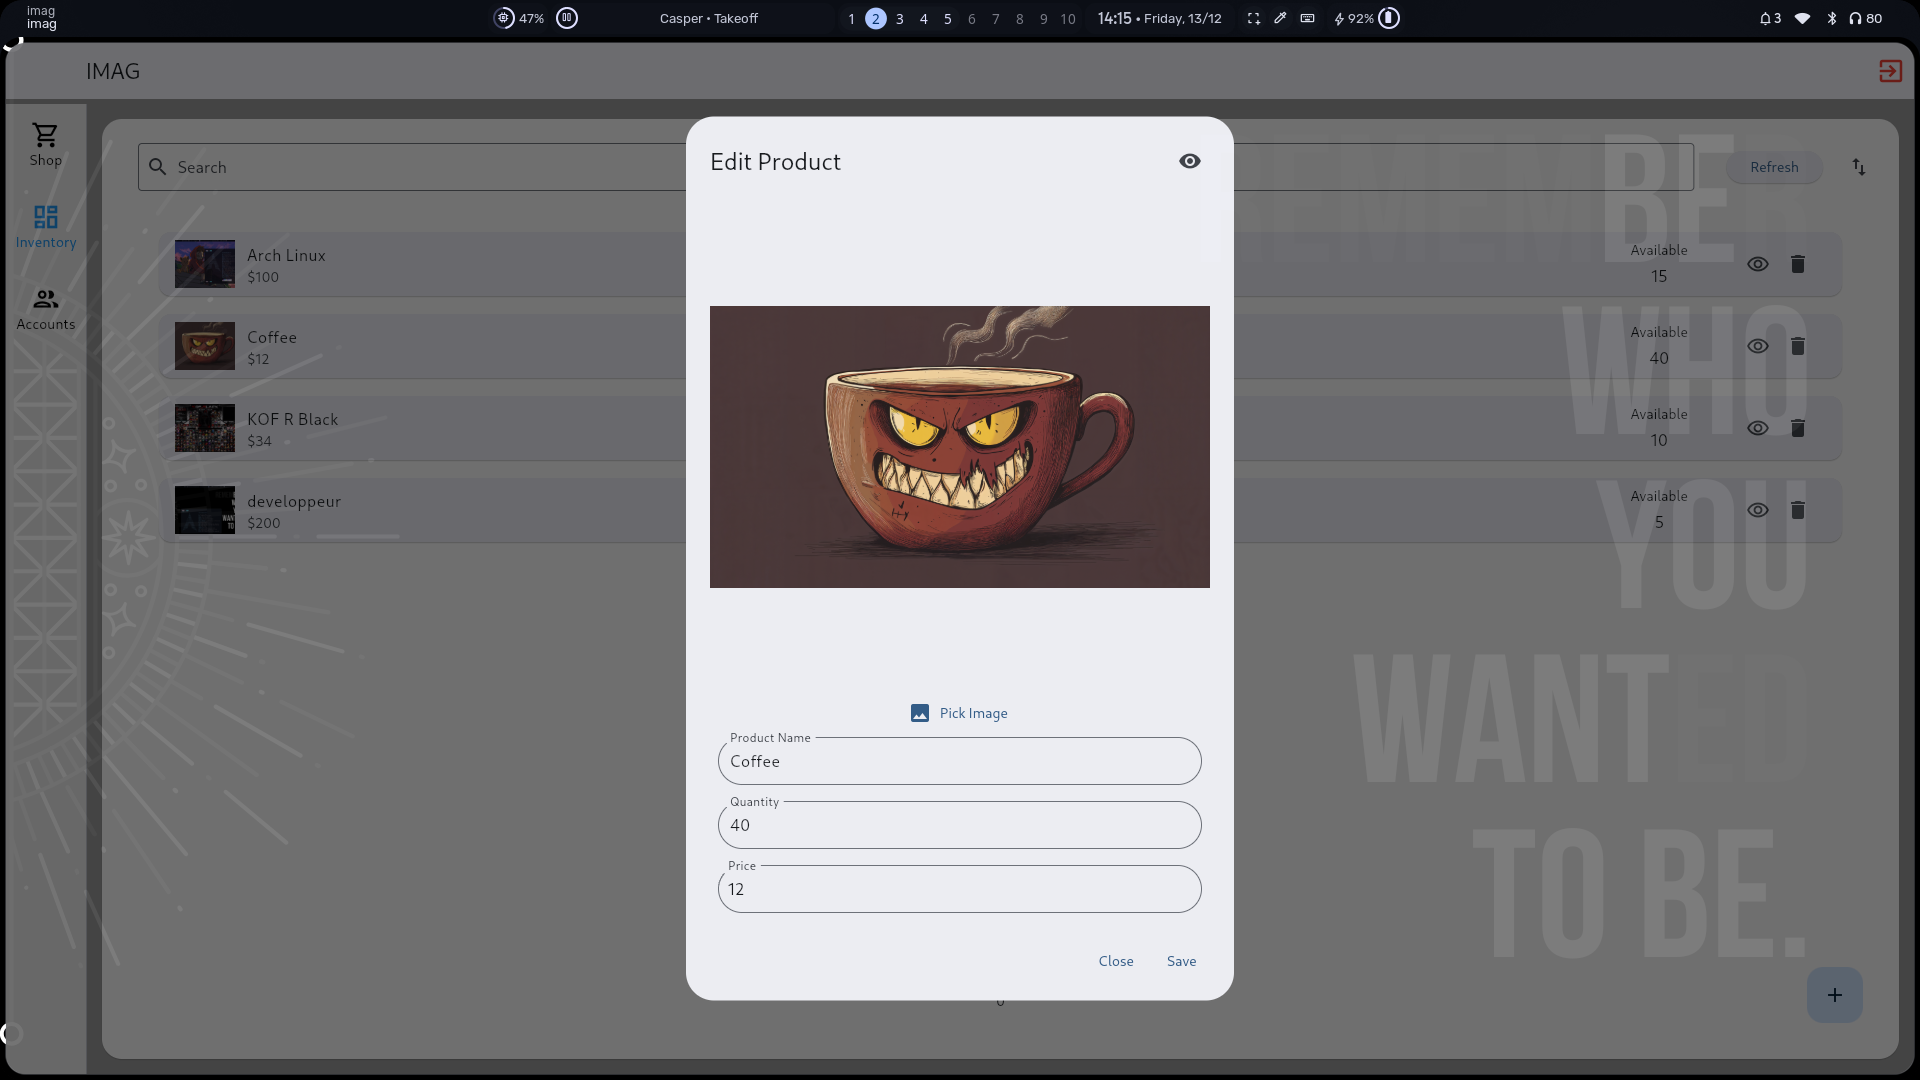 imag
imag
47%
Casper • Takeoff
1 2 3 4 5 6 7 8 9 10
14:15 • Friday, 13/12
92%
3
80
IMAG
Shop
Inventory
Accounts
Search
Refresh
Arch Linux
$100
Available
15
Coffee
$12
Available
40
KOF R Black
$34
Available
10
developpeur
$200
Available
5
Edit Product
Pick Image
Product Name
Coffee
Quantity
40
Price
12
Close
Save
REMEMBER
WHO
YOU
WANTED
TO BE.